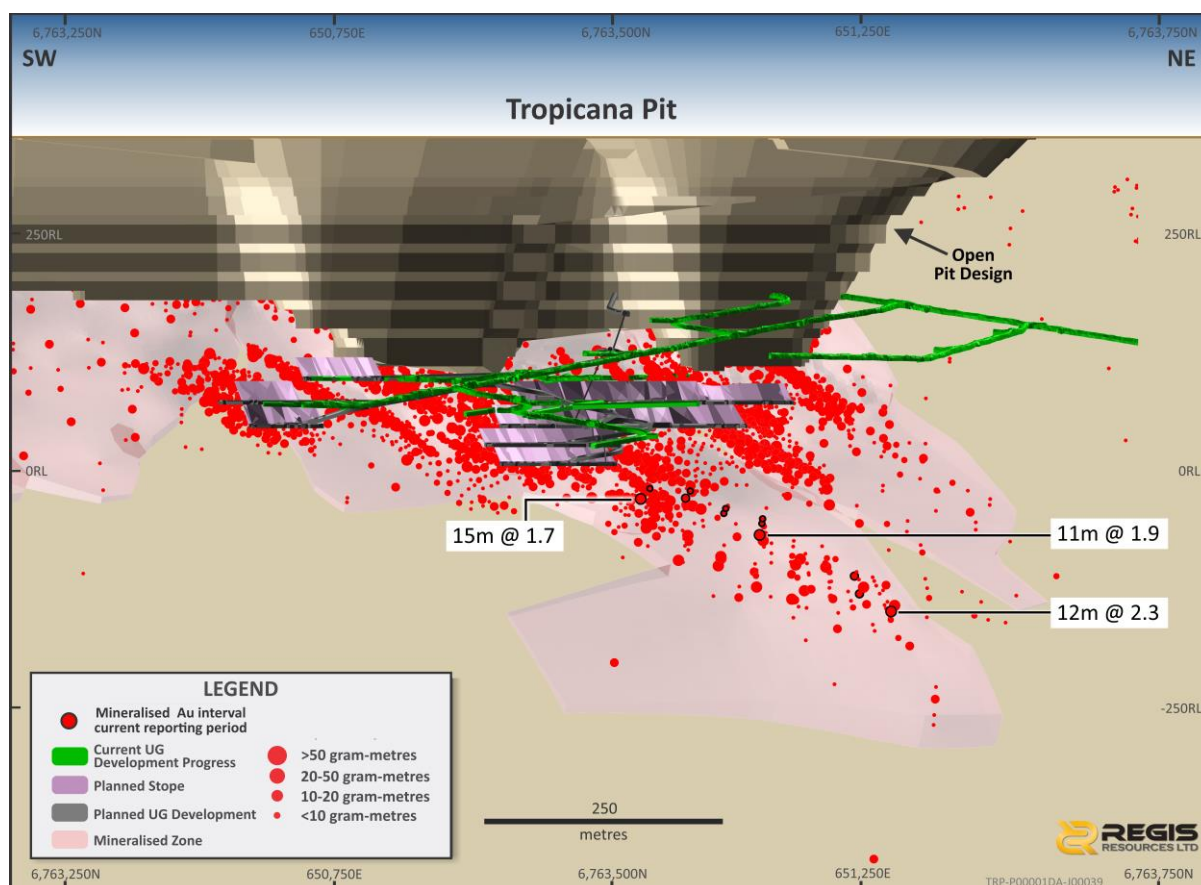 6,763,250N 650,750E 6,763,500N 651,250E 6,763,750N
SW NE
Tropicana Pit
250RL 250RL
Open
Pit Design
0RL 0RL
15m @ 1.7
11m @ 1.9
12m @ 2.3
-250RL
LEGEND
Mineralised Au interval
current reporting period
Current UG
Development Progress
Planned Stope
Planned UG Development
Mineralised Zone
>50 gram-metres
20-50 gram-metres
10-20 gram-metres
<10 gram-metres
250
metres
REGIS
RESOURCES LTD
TRP-P00001DA-J00039
6,763,250N 650,750E 6,763,500N 651,250E 6,763,750N